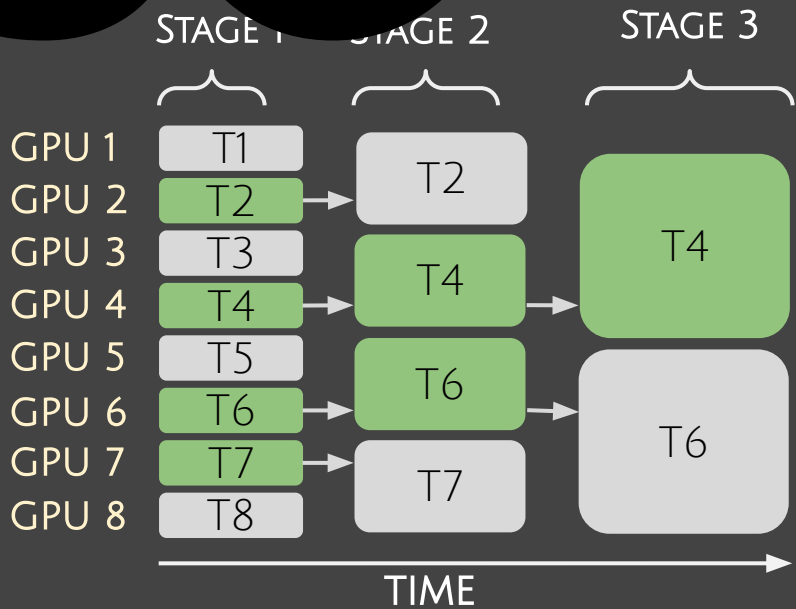 STAGE 1 STAGE 2 STAGE 3
GPU 1 T1
GPU 2 T2 T2
GPU 3 T3
GPU 4 T4 T4 T4
GPU 5 T5
GPU 6 T6 T6 T6
GPU 7 T7 T7
GPU 8 T8
TIME